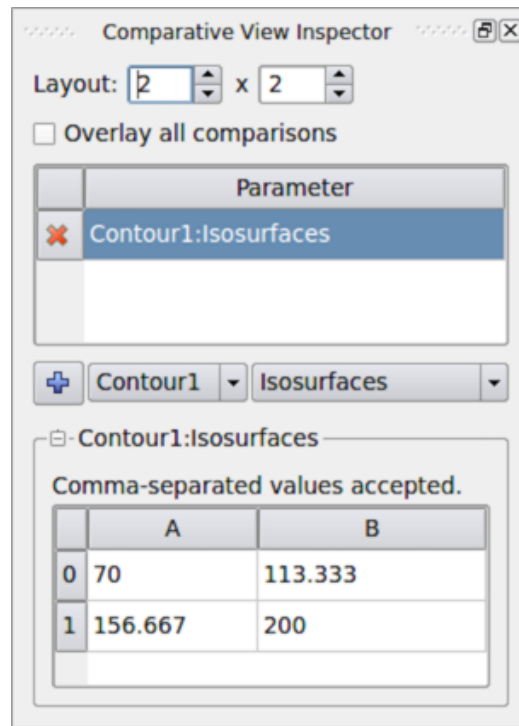 Comparative View Inspector
Layout: 2 x 2
Overlay all comparisons
Parameter
Contour1:Isosurfaces
Contour1 Isosurfaces
Contour1:Isosurfaces
Comma-separated values accepted.
A B
0 70 113.333
1 156.667 200